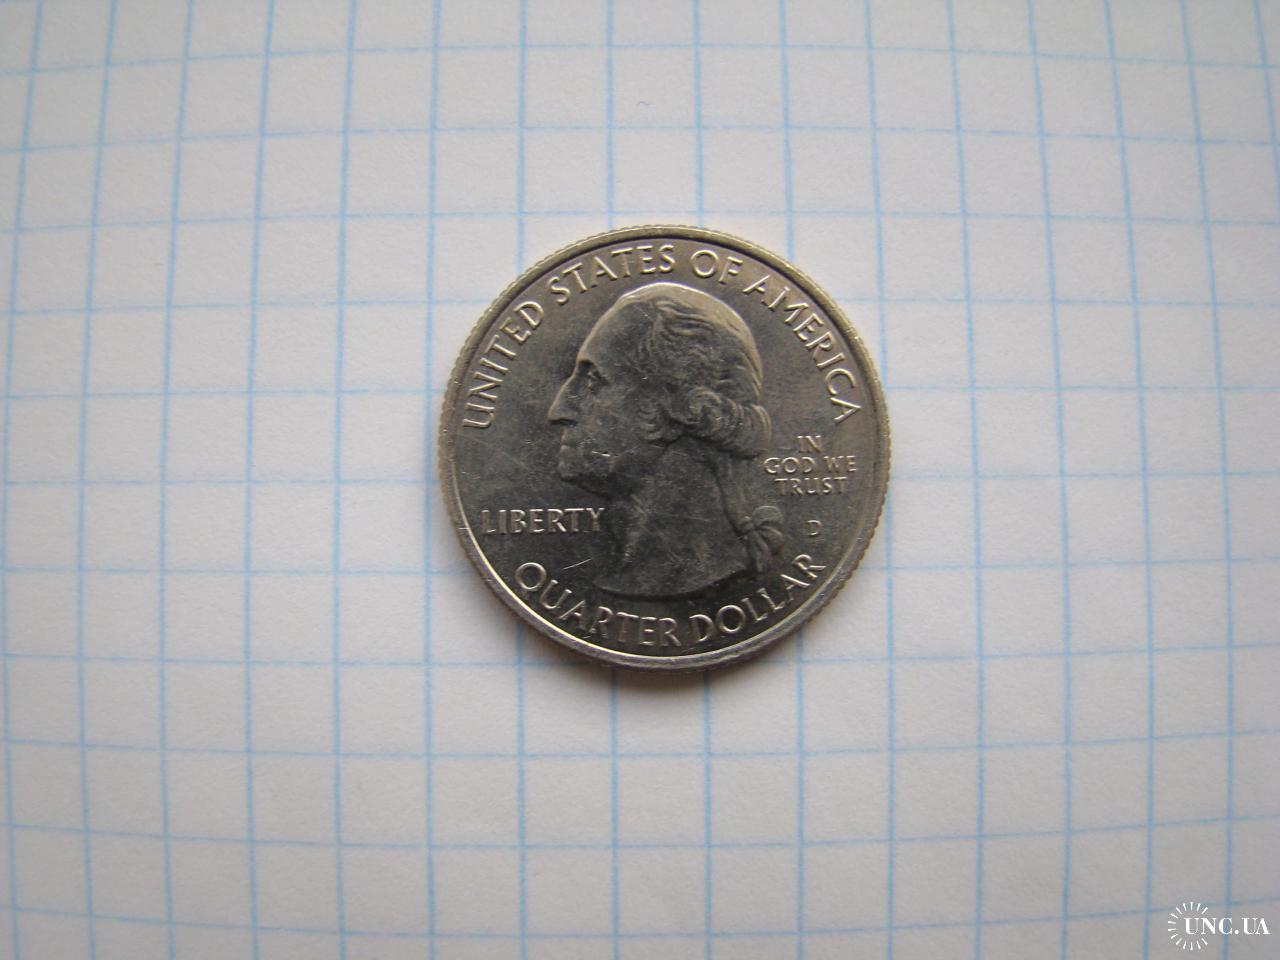 UNITED STATES OF AMERICA
IN
GOD WE
TRUST
LIBERTY
D
QUARTER DOLLAR
UNC.UA